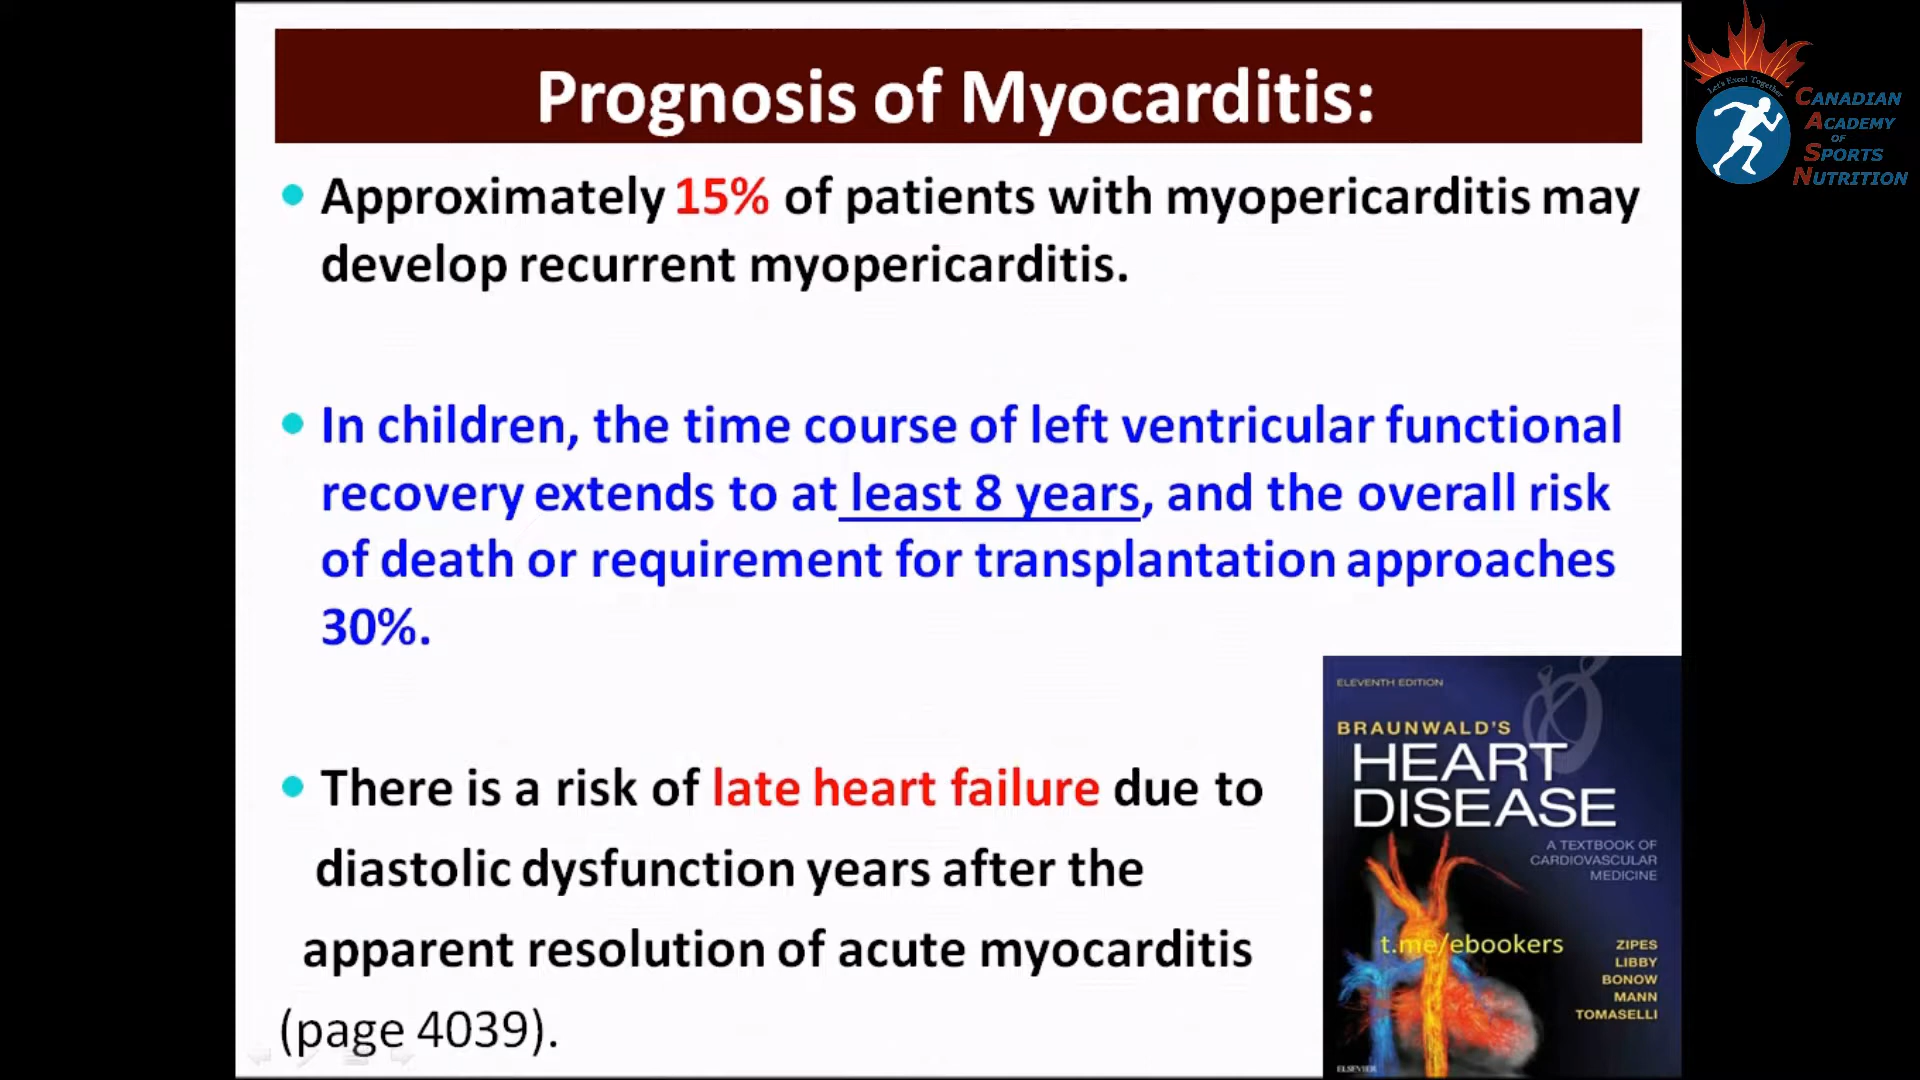 Prognosis of Myocarditis:
Approximately 15% of patients with myopericarditis may
develop recurrent myopericarditis.
In children, the time course of left ventricular functional
recovery extends to at least 8 years, and the overall risk
of death or requirement for transplantation approaches
30%.
There is a risk of late heart failure due to
diastolic dysfunction years after the
apparent resolution of acute myocarditis
(page 4039).
ELEVENTH EDITION
BRAUNWALD'S
HEART
DISEASE
A TEXTBOOK OF
CARDIOVASCULAR
MEDICINE
t.me/ebookers
ZIPES
LIBBY
BONOW
MANN
TOMASELLI
ELSEVIER
Let's Excel Together
CANADIAN
ACADEMY
OF
SPORTS
NUTRITION